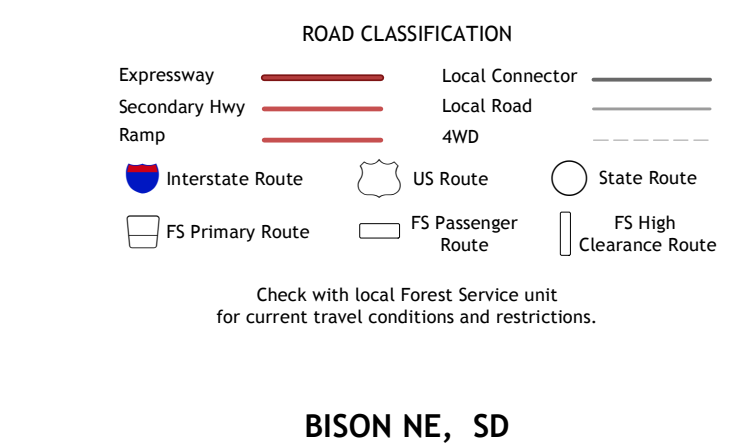 ROAD CLASSIFICATION
Expressway
Local Connector
Secondary Hwy
Local Road
Ramp
4WD
Interstate Route
US Route
State Route
FS Primary Route
FS Passenger
Route
FS High
Clearance Route
Check with local Forest Service unit
for current travel conditions and restrictions.
BISON NE, SD